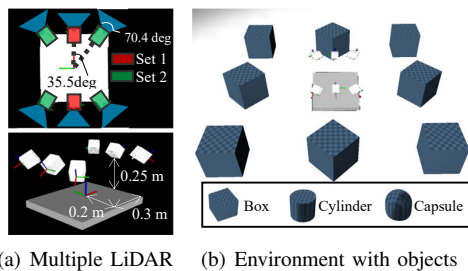 70.4 deg
35.5deg
Set 1
Set 2
0.25 m
0.2 m
0.3 m
Box
Cylinder
Capsule
(a) Multiple LiDAR
(b) Environment with objects